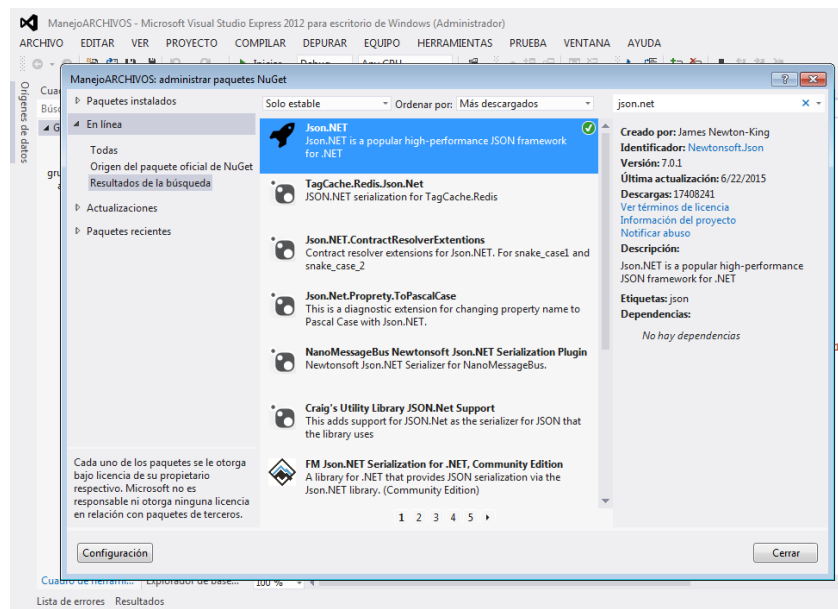 ManejoARCHIVOS - Microsoft Visual Studio Express 2012 para escritorio de Windows (Administrador)
ARCHIVO EDITAR VER PROYECTO COMPILAR DEPURAR EQUIPO HERRAMIENTAS PRUEBA VENTANA AYUDA
Orígenes de datos
ManejoARCHIVOS: administrar paquetes NuGet
Paquetes instalados
En línea
Todas
Origen del paquete oficial de NuGet
Resultados de la búsqueda
Actualizaciones
Paquetes recientes
Cada uno de los paquetes se le otorga
bajo licencia de su propietario
respectivo. Microsoft no es
responsable ni otorga ninguna licencia
en relación con paquetes de terceros.
Solo estable Ordenar por: Más descargados
Json.NET
Json.NET is a popular high-performance JSON framework
for .NET
TagCache.Redis.Json.Net
JSON.NET serialization for TagCache.Redis
Json.NET.ContractResolverExtentions
Contract resolver extensions for Json.NET. For snake_case1 and
snake_case_2
Json.Net.Proprety.ToPascalCase
This is a diagnostic extension for changing property name to
Pascal Case with Json.NET.
NanoMessageBus Newtonsoft Json.NET Serialization Plugin
Newtonsoft Json.NET Serializer for NanoMessageBus.
Craig's Utility Library JSON.Net Support
This adds support for JSON.Net as the serializer for JSON that
the library uses
FM Json.NET Serialization for .NET, Community Edition
A library for .NET that provides JSON serialization via the
Json.NET library. (Community Edition)
1 2 3 4 5
json.net
Creado por: James Newton-King
Identificador: Newtonsoft.Json
Versión: 7.0.1
Última actualización: 6/22/2015
Descargas: 17408241
Ver términos de licencia
Información del proyecto
Notificar abuso
Descripción:
Json.NET is a popular high-performance
JSON framework for .NET
Etiquetas: json
Dependencias:
No hay dependencias
Configuración
Cerrar
100 %
Lista de errores Resultados